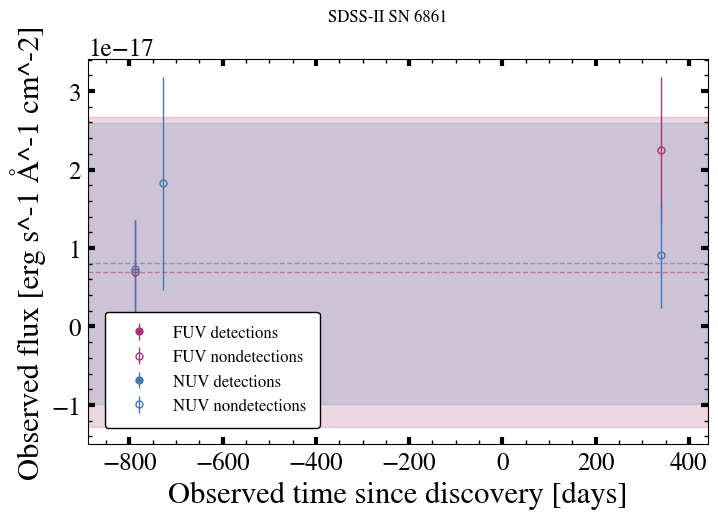 SDSS-II SN 6861
1e−17
Observed flux [erg s^-1 Å^-1 cm^-2]
3
2
1
0
−1
FUV detections
FUV nondetections
NUV detections
NUV nondetections
−800 −600 −400 −200 0 200 400
Observed time since discovery [days]